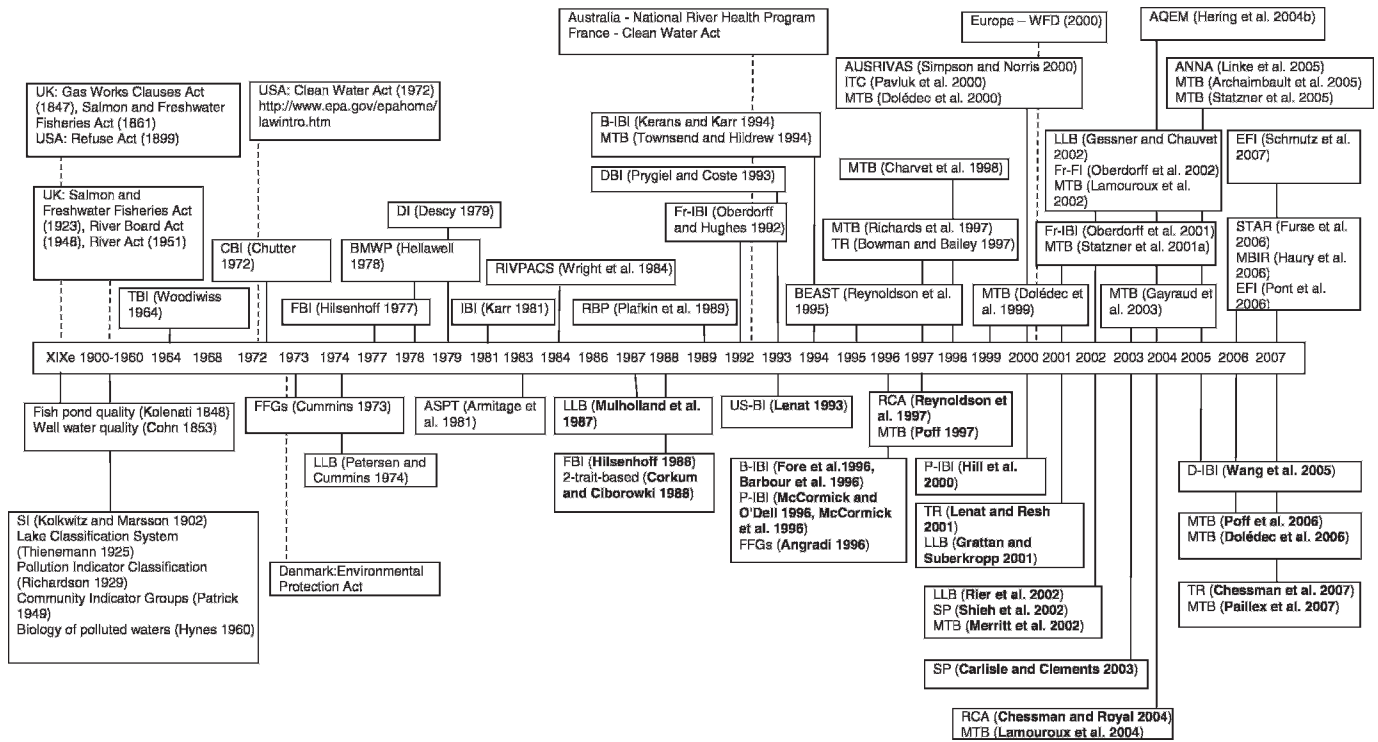 Australia - National River Health Program
France - Clean Water Act
Europe – WFD (2000)
AQEM (Hering et al. 2004b)
UK: Gas Works Clauses Act
(1847), Salmon and Freshwater
Fisheries Act (1861)
USA: Refuse Act (1899)
USA: Clean Water Act (1972)
http://www.epa.gov/epahome/
lawintro.htm
AUSRIVAS (Simpson and Norris 2000)
ITC (Pavluk et al. 2000)
MTB (Dolédec et al. 2000)
ANNA (Linke et al. 2005)
MTB (Archaimbault et al. 2005)
MTB (Statzner et al. 2005)
B-IBI (Kerans and Karr 1994)
MTB (Townsend and Hildrew 1994)
LLB (Gessner and Chauvet
2002)
Fr-FI (Oberdorff et al. 2002)
MTB (Lamouroux et al.
2002)
EFI (Schmutz et al.
2007)
MTB (Charvet et al. 1998)
DBI (Prygiel and Coste 1993)
UK: Salmon and
Freshwater Fisheries Act
(1923), River Board Act
(1948), River Act (1951)
DI (Descy 1979)
Fr-IBI (Oberdorff
and Hughes 1992)
MTB (Richards et al. 1997)
TR (Bowman and Bailey 1997)
Fr-IBI (Oberdorff et al. 2001)
MTB (Statzner et al. 2001a)
STAR (Furse et al.
2006)
MBIR (Haury et al.
2006)
EFI (Pont et al.
2006)
CBI (Chutter
1972)
BMWP (Hellawell
1978)
RIVPACS (Wright et al. 1984)
TBI (Woodiwiss
1964)
FBI (Hilsenhoff 1977)
IBI (Karr 1981)
RBP (Plafkin et al. 1989)
BEAST (Reynoldson et al.
1995)
MTB (Dolédec et al.
1999)
MTB (Gayraud et
al. 2003)
XIXe 1900-1960 1964 1968 1972 1973 1974 1977 1978 1979 1981 1983 1984 1986 1987 1988 1989 1992 1993 1994 1995 1996 1997 1998 1999 2000 2001 2002 2003 2004 2005 2006 2007
Fish pond quality (Kolenati 1848)
Wall water quality (Cohn 1853)
FFGs (Cummins 1973)
ASPT (Armitage et
al. 1981)
LLB (Mulholland et al.
1987)
US-BI (Lenat 1993)
RCA (Reynoldson et
al. 1997)
MTB (Poff 1997)
LLB (Petersen and
Cummins 1974)
FBI (Hilsenhoff 1988)
2-trait-based (Corkum
and Ciborowki 1988)
B-IBI (Fore et al.1996,
Barbour et al. 1996)
P-IBI (McCormick and
O'Dell 1996, McCormick
et al. 1996)
FFGs (Angradi 1996)
P-IBI (Hill et al.
2000)
D-IBI (Wang et al. 2005)
SI (Kolkwitz and Marsson 1902)
Lake Classification System
(Thienemann 1925)
Pollution Indicator Classification
(Richardson 1929)
Community Indicator Groups (Patrick
1949)
Biology of polluted waters (Hynes 1960)
TR (Lenat and Resh
2001)
LLB (Grattan and
Suberkropp 2001)
MTB (Poff et al. 2006)
MTB (Dolédec et al. 2006)
Denmark:Environmental
Protection Act
LLB (Rier et al. 2002)
SP (Shieh et al. 2002)
MTB (Merritt et al. 2002)
TR (Chessman et al. 2007)
MTB (Paillex et al. 2007)
SP (Carlisle and Clements 2003)
RCA (Chessman and Royal 2004)
MTB (Lamouroux et al. 2004)